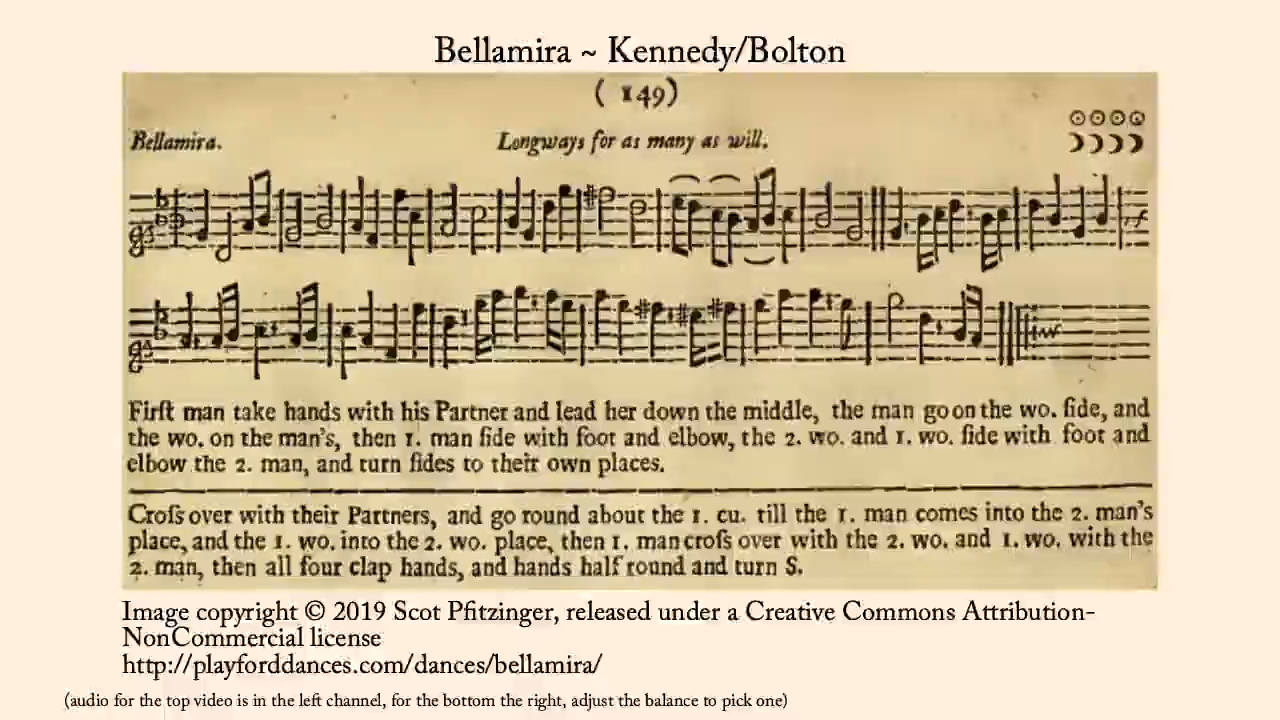 Bellamira ~ Kennedy/Bolton
( 149)
Bellamira. Longways for as many as will.
Firſt man take hands with his Partner and lead her down the middle, the man go on the wo. ſide, and
the wo. on the man's, then 1. man ſide with foot and elbow, the 2. wo. and 1. wo. ſide with foot and
elbow the 2. man, and turn ſides to their own places.
Croſs over with their Partners, and go round about the 1. cu. till the 1. man comes into the 2. man's
place, and the 1. wo. into the 2. wo. place, then 1. man croſs over with the 2. wo. and 1. wo. with the
2. man, then all four clap hands, and hands half round and turn S.
Image copyright © 2019 Scot Pfitzinger, released under a Creative Commons Attribution-
NonCommercial license
http://playforddances.com/dances/bellamira/
(audio for the top video is in the left channel, for the bottom the right, adjust the balance to pick one)